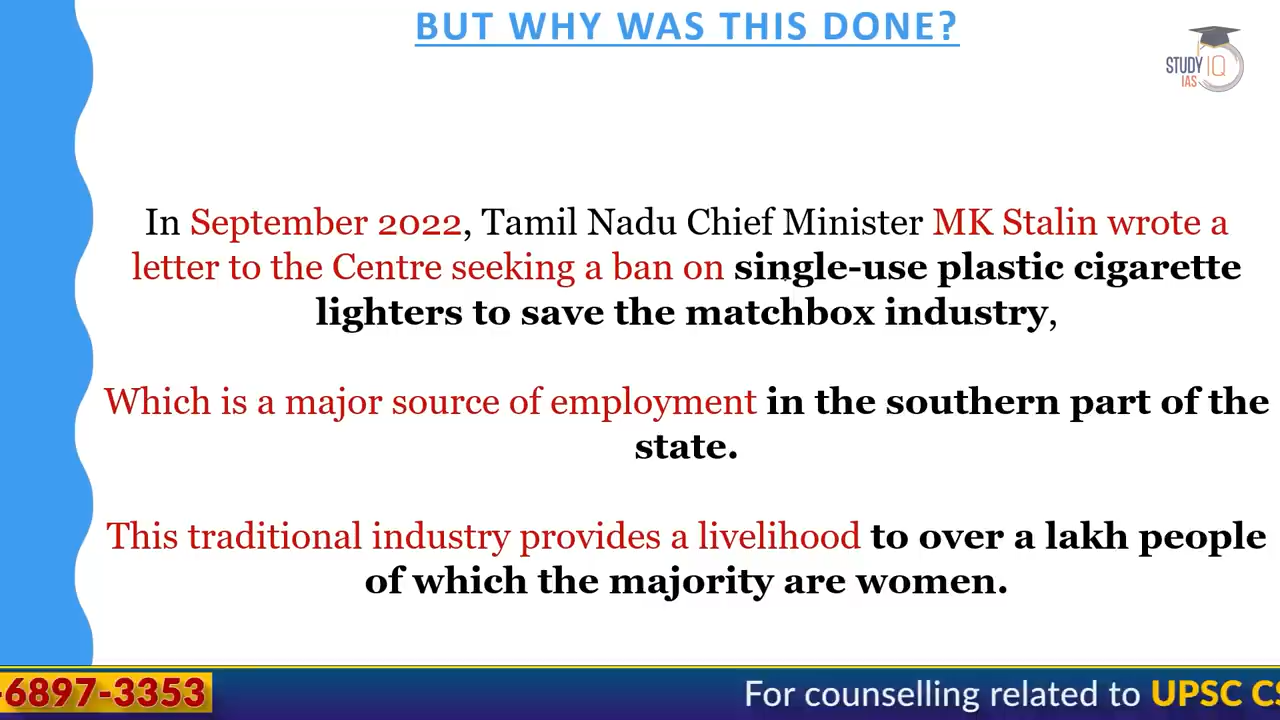 BUT WHY WAS THIS DONE?
STUDY IQ
IAS
In September 2022, Tamil Nadu Chief Minister MK Stalin wrote a
letter to the Centre seeking a ban on single-use plastic cigarette
lighters to save the matchbox industry,
Which is a major source of employment in the southern part of the
state.
This traditional industry provides a livelihood to over a lakh people
of which the majority are women.
-6897-3353
For counselling related to UPSC CS